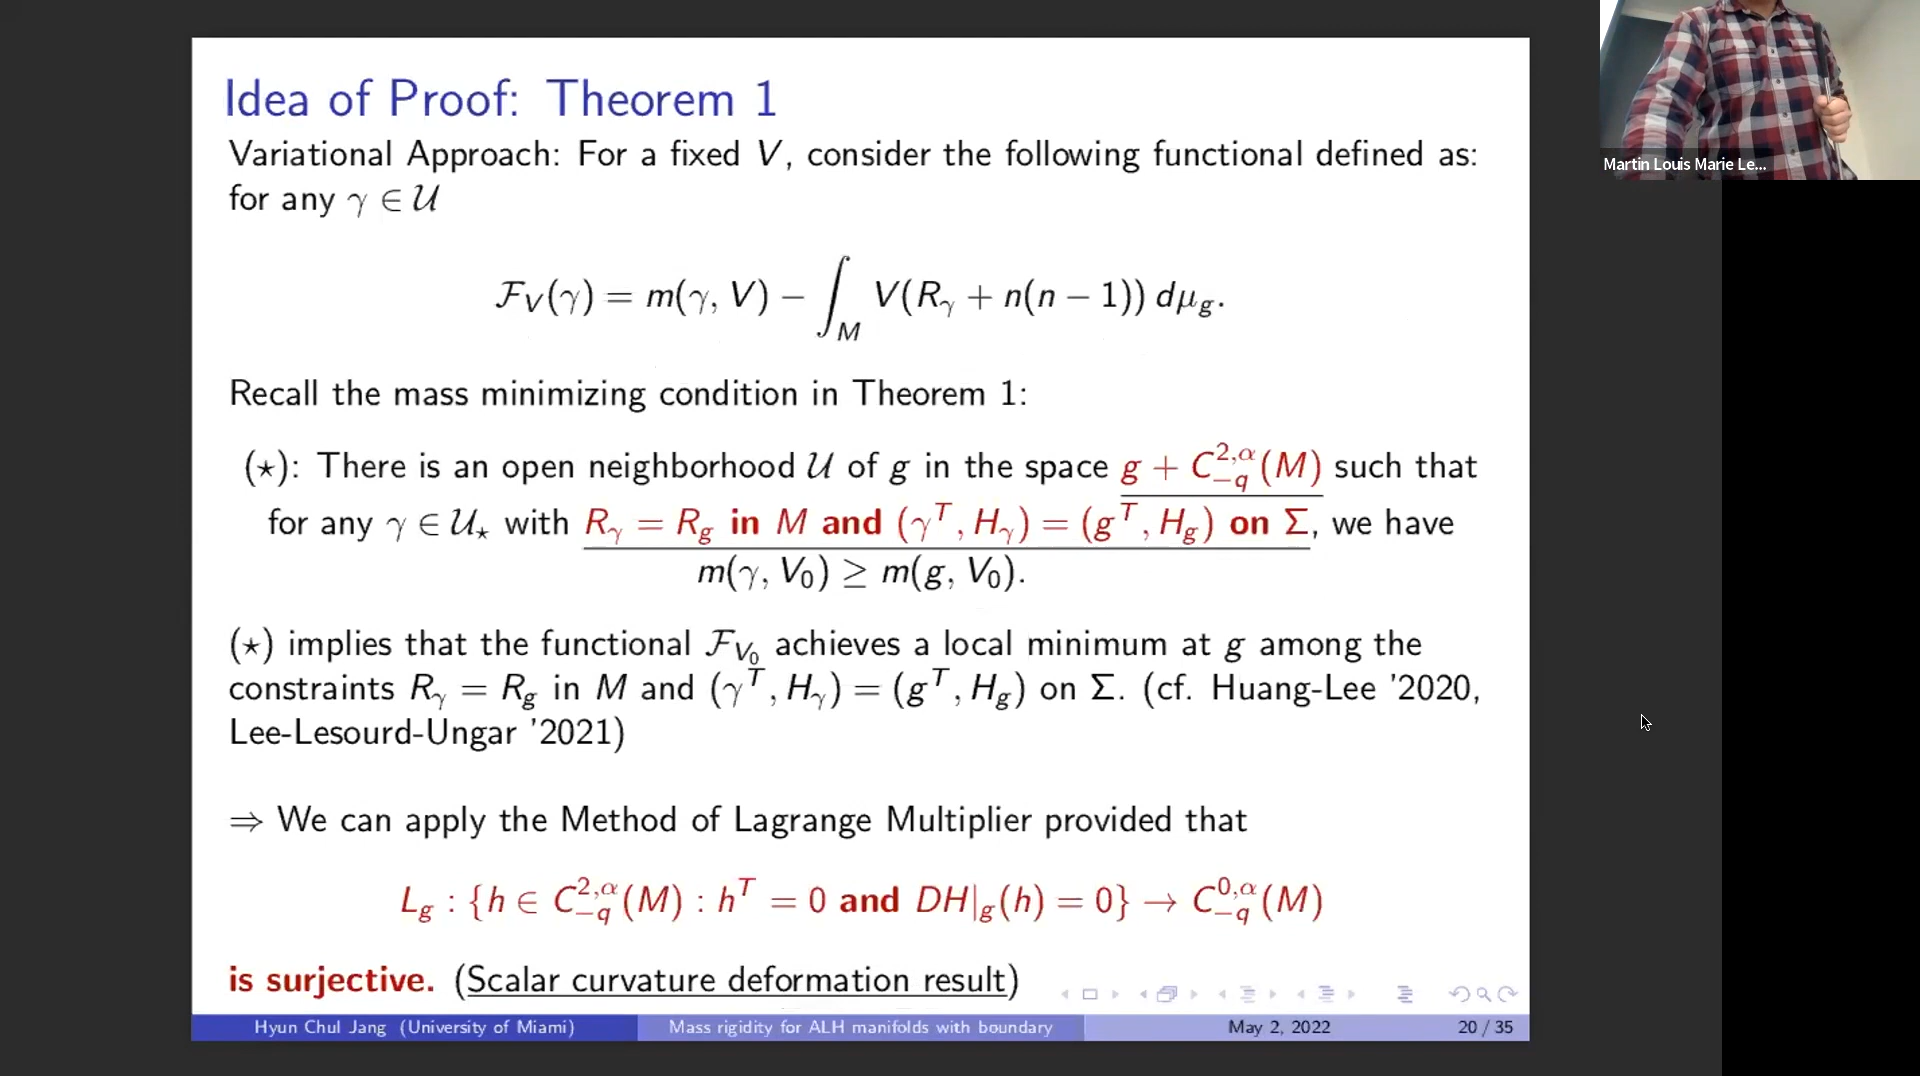 Idea of Proof: Theorem 1
Variational Approach: For a fixed V, consider the following functional defined as:
for any γ ∈ 𝒰
ℱ_V(γ) = m(γ, V) − ∫_M V(R_γ + n(n − 1)) dμ_g.
Recall the mass minimizing condition in Theorem 1:
(⋆): There is an open neighborhood 𝒰 of g in the space g + C^{2,α}_{−q}(M) such that
for any γ ∈ 𝒰_⋆ with R_γ = R_g in M and (γ^T, H_γ) = (g^T, H_g) on Σ, we have
m(γ, V_0) ≥ m(g, V_0).
(⋆) implies that the functional ℱ_{V_0} achieves a local minimum at g among the
constraints R_γ = R_g in M and (γ^T, H_γ) = (g^T, H_g) on Σ. (cf. Huang-Lee '2020,
Lee-Lesourd-Ungar '2021)
⇒ We can apply the Method of Lagrange Multiplier provided that
L_g : {h ∈ C^{2,α}_{−q}(M) : h^T = 0 and DH|_g(h) = 0} → C^{0,α}_{−q}(M)
is surjective. (Scalar curvature deformation result)
Hyun Chul Jang (University of Miami) Mass rigidity for ALH manifolds with boundary May 2, 2022 20 / 35
Martin Louis Marie Le...